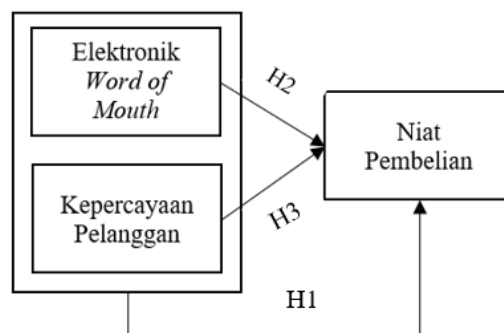 Elektronik
Word of
Mouth
H2
Niat
Pembelian
Kepercayaan
Pelanggan
H3
H1